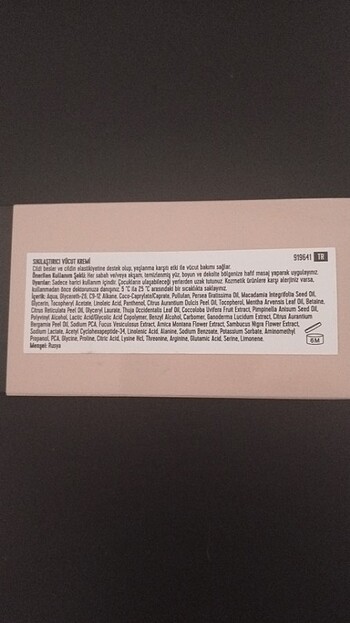 SIKILAŞTIRICI VÜCUT KREMİ
919641 TR
Cildi besler ve cildin elastikiyetine destek olup, yaşlanma karşıtı etki ile vücut bakımı sağlar.
Önerilen Kullanım Şekli: Her sabah ve/veya akşam, temizlenmiş yüz, boyun ve dekolte bölgenize hafif masaj yaparak uygulayınız.
Uyarılar: Sadece harici kullanım içindir. Çocukların ulaşabileceği yerlerden uzak tutunuz. Kozmetik ürünlere karşı alerjiniz varsa,
kullanmadan önce doktorunuza danışınız. 5 °C ila 25 °C arasındaki bir sıcaklıkta saklayınız.
İçerik: Aqua, Glycereth-26, C9-12 Alkane, Coco-Caprylate/Caprate, Pullulan, Persea Gratissima Oil, Macadamia Integrifolia Seed Oil,
Glycerin, Tocopheryl Acetate, Linoleic Acid, Panthenol, Citrus Aurantium Dulcis Peel Oil, Tocopherol, Mentha Arvensis Leaf Oil, Betaine,
Citrus Reticulata Peel Oil, Glyceryl Laurate, Thuja Occidentalis Leaf Oil, Coccoloba Uvifera Fruit Extract, Pimpinella Anisum Seed Oil,
Polyvinyl Alcohol, Lactic Acid/Glycolic Acid Copolymer, Benzyl Alcohol, Carbomer, Ganoderma Lucidum Extract, Citrus Aurantium
Bergamia Peel Oil, Sodium PCA, Fucus Vesiculosus Extract, Arnica Montana Flower Extract, Sambucus Nigra Flower Extract,
Sodium Lactate, Acetyl Cyclohexapeptide-34, Linolenic Acid, Alanine, Sodium Benzoate, Potassium Sorbate, Aminomethyl
Propanol, PCA, Glycine, Proline, Citric Acid, Lysine Hcl, Threonine, Arginine, Glutamic Acid, Serine, Limonene.
Menşei: Rusya
6M